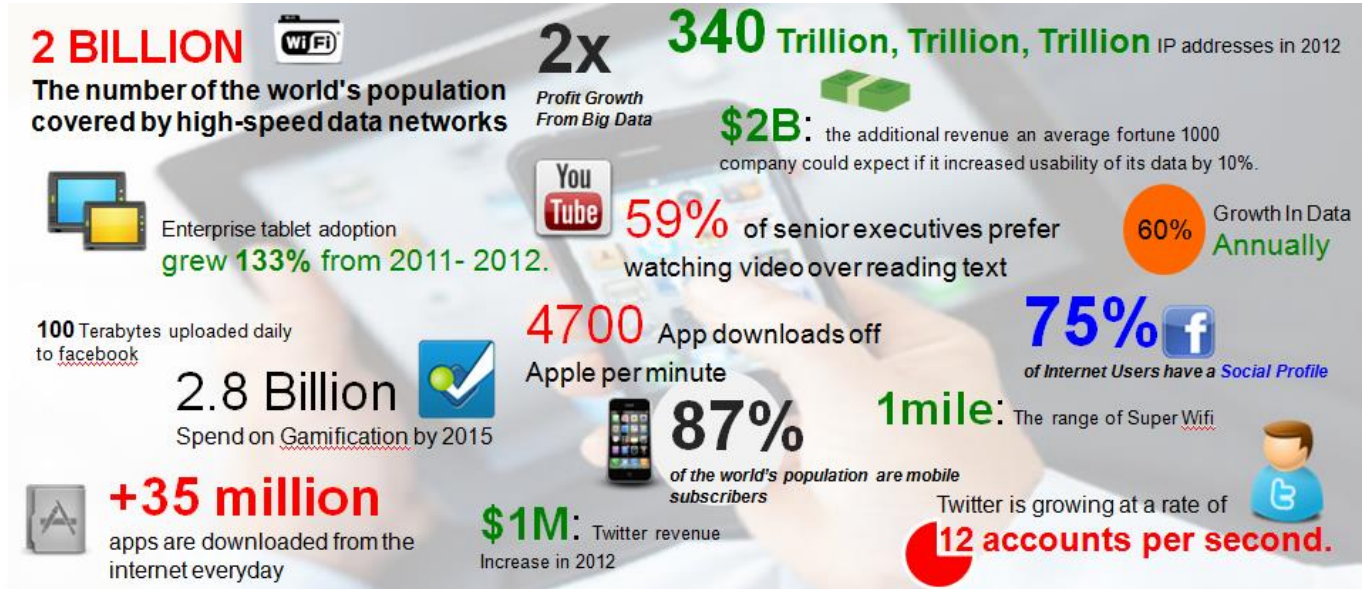 2 BILLION
WiFi
The number of the world's population
covered by high-speed data networks
2x
Profit Growth
From Big Data
340 Trillion, Trillion, Trillion IP addresses in 2012
$2B: the additional revenue an average fortune 1000
company could expect if it increased usability of its data by 10%.
Enterprise tablet adoption
grew 133% from 2011- 2012.
You
Tube
59% of senior executives prefer
watching video over reading text
60%
Growth In Data
Annually
100 Terabytes uploaded daily
to facebook
2.8 Billion
Spend on Gamification by 2015
4700 App downloads off
Apple per minute
75%
f
of Internet Users have a Social Profile
87%
of the world's population are mobile
subscribers
1mile: The range of Super Wifi
+35 million
apps are downloaded from the
internet everyday
$1M: Twitter revenue
Increase in 2012
t
Twitter is growing at a rate of
12 accounts per second.